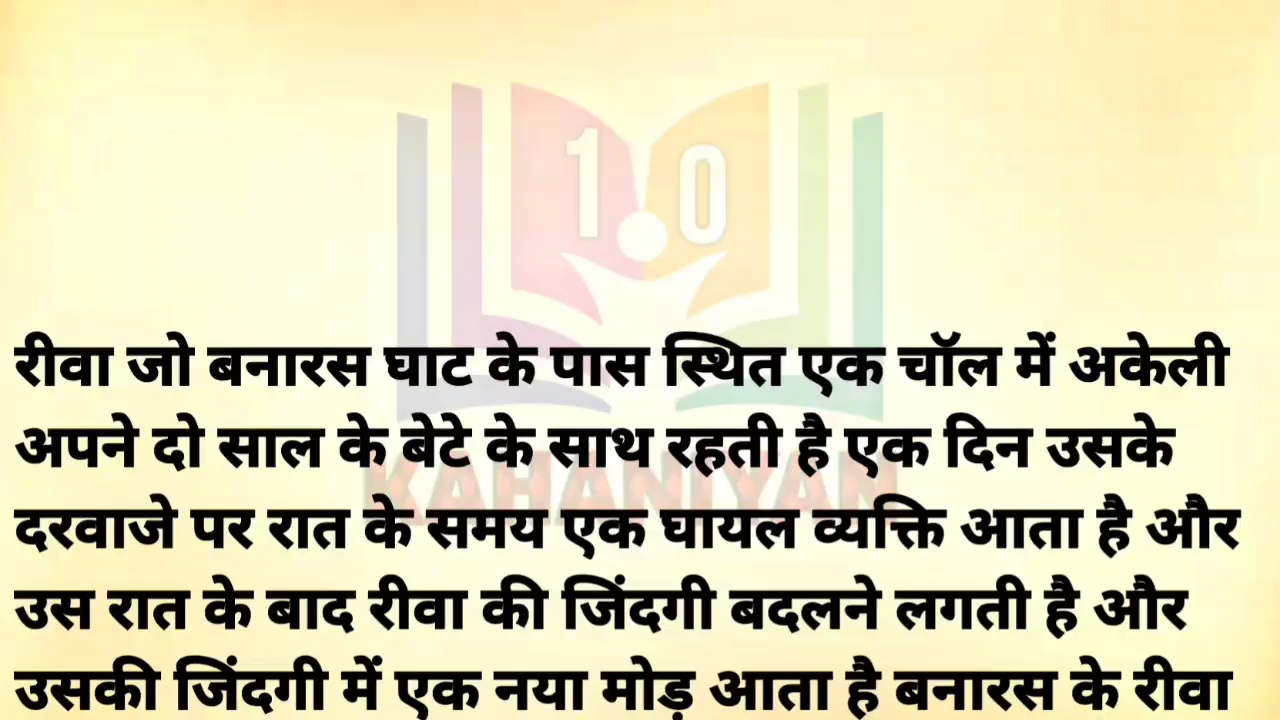 1 0
KAHANIYAN
रीवा जो बनारस घाट के पास स्थित एक चॉल में अकेली
अपने दो साल के बेटे के साथ रहती है एक दिन उसके
दरवाजे पर रात के समय एक घायल व्यक्ति आता है और
उस रात के बाद रीवा की जिंदगी बदलने लगती है और
उसकी जिंदगी में एक नया मोड़ आता है बनारस के रीवा